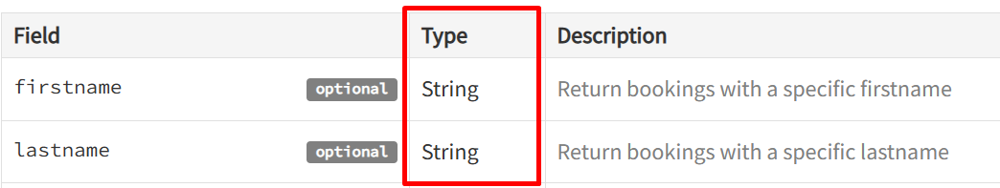 Field Type Description
firstname optional String Return bookings with a specific firstname
lastname optional String Return bookings with a specific lastname